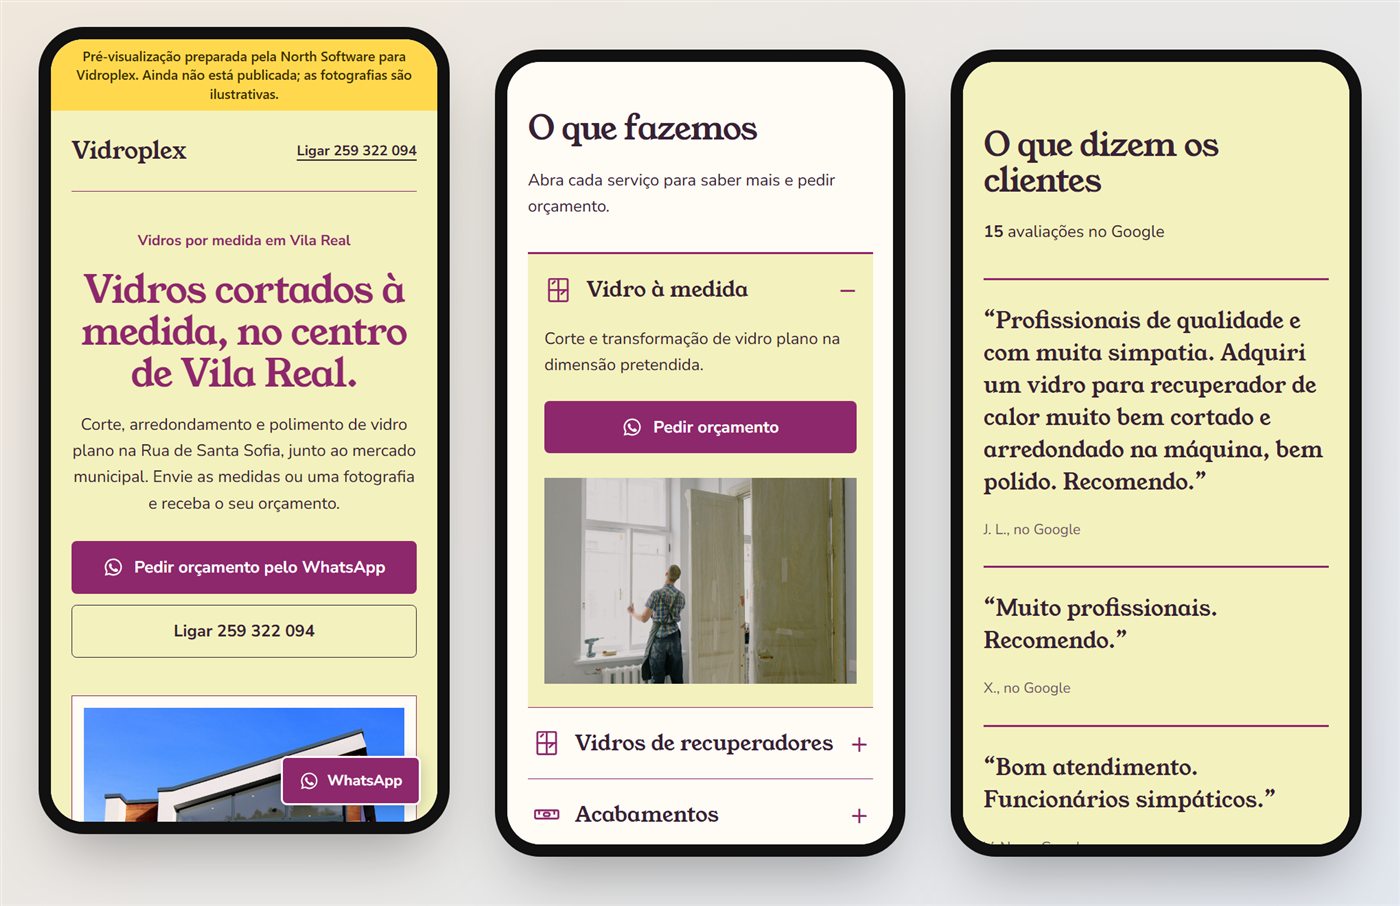 Pré-visualização preparada pela North Software para
Vidroplex. Ainda não está publicada; as fotografias são
ilustrativas.
Vidroplex
Ligar 259 322 094
Vidros por medida em Vila Real
Vidros cortados à
medida, no centro
de Vila Real.
Corte, arredondamento e polimento de vidro
plano na Rua de Santa Sofia, junto ao mercado
municipal. Envie as medidas ou uma fotografia
e receba o seu orçamento.
Pedir orçamento pelo WhatsApp
Ligar 259 322 094
WhatsApp
O que fazemos
Abra cada serviço para saber mais e pedir
orçamento.
Vidro à medida
Corte e transformação de vidro plano na
dimensão pretendida.
Pedir orçamento
Vidros de recuperadores
Acabamentos
O que dizem os
clientes
15 avaliações no Google
“Profissionais de qualidade e
com muita simpatia. Adquiri
um vidro para recuperador de
calor muito bem cortado e
arredondado na máquina, bem
polido. Recomendo.”
J. L., no Google
“Muito profissionais.
Recomendo.”
X., no Google
“Bom atendimento.
Funcionários simpáticos.”